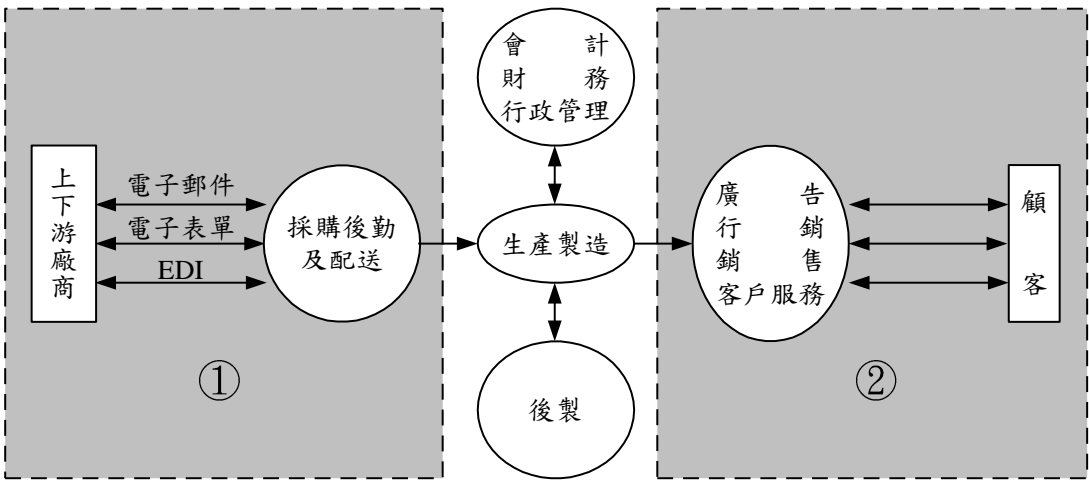 會計
財務
行政管理
上下游廠商
電子郵件
電子表單
EDI
採購後勤
及配送
生產製造
廣告
行銷
銷售
客戶服務
顧客
後製
①
②